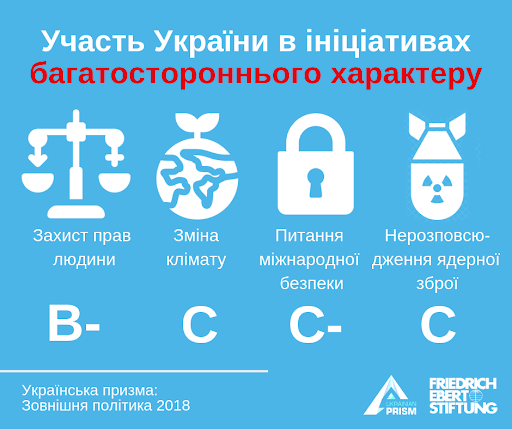 Участь України в ініціативах
багатостороннього характеру
Захист прав
людини
Зміна
клімату
Питання
міжнародної
безпеки
Нерозповсю-
дження ядерної
зброї
B-
C
C-
C
Українська призма:
Зовнішня політика 2018
UKRAINIAN
PRISM
FRIEDRICH
EBERT
STIFTUNG